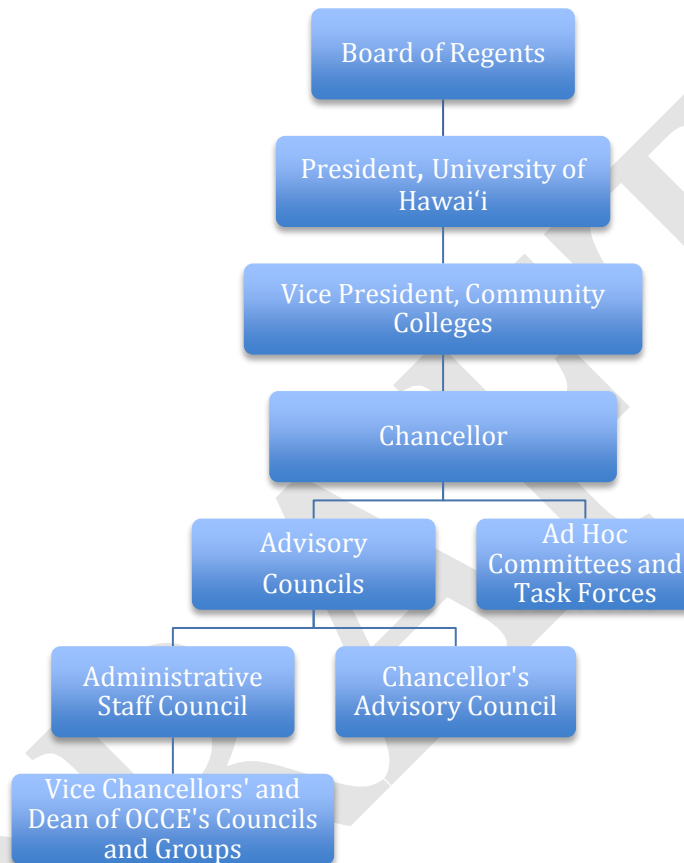 Board of Regents
President, University of
Hawaiʻi
Vice President, Community
Colleges
Chancellor
Advisory
Councils
Ad Hoc
Committees and
Task Forces
Administrative
Staff Council
Chancellor's
Advisory Council
Vice Chancellors' and
Dean of OCCE's Councils
and Groups